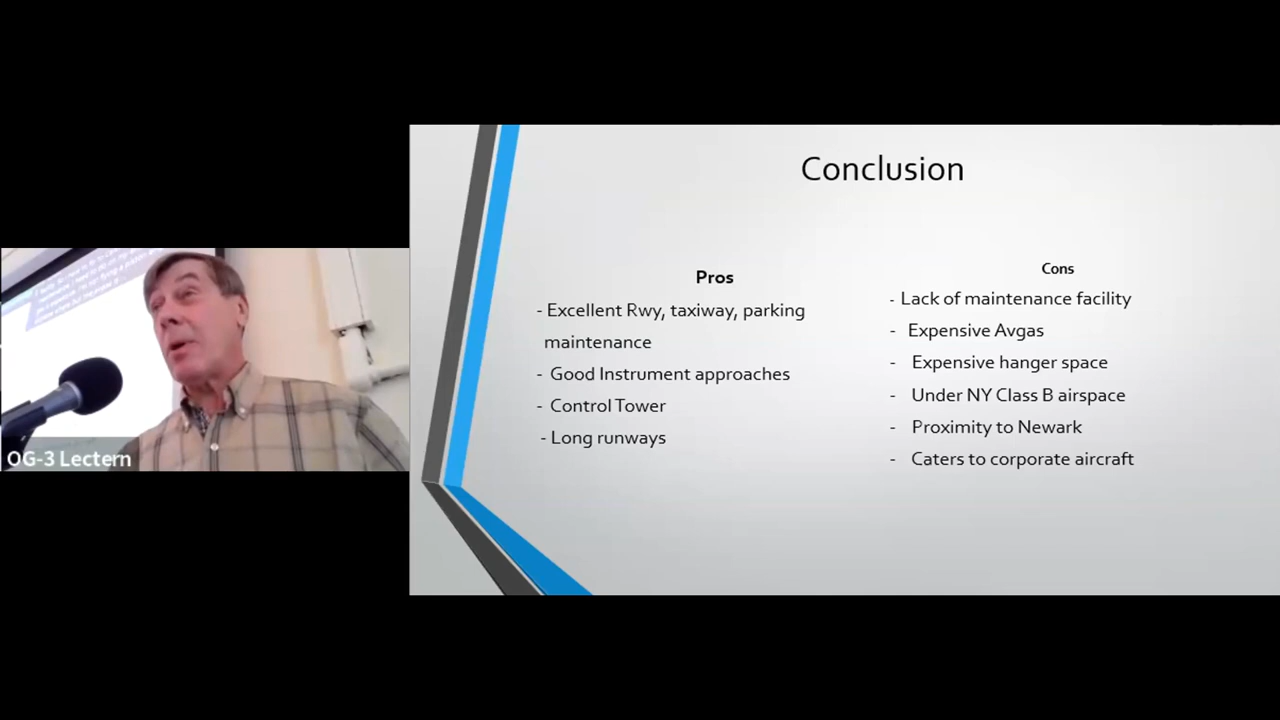 Conclusion
Pros
- Excellent Rwy, taxiway, parking
maintenance
- Good Instrument approaches
- Control Tower
- Long runways
Cons
- Lack of maintenance facility
- Expensive Avgas
- Expensive hanger space
- Under NY Class B airspace
- Proximity to Newark
- Caters to corporate aircraft
OG-3 Lectern